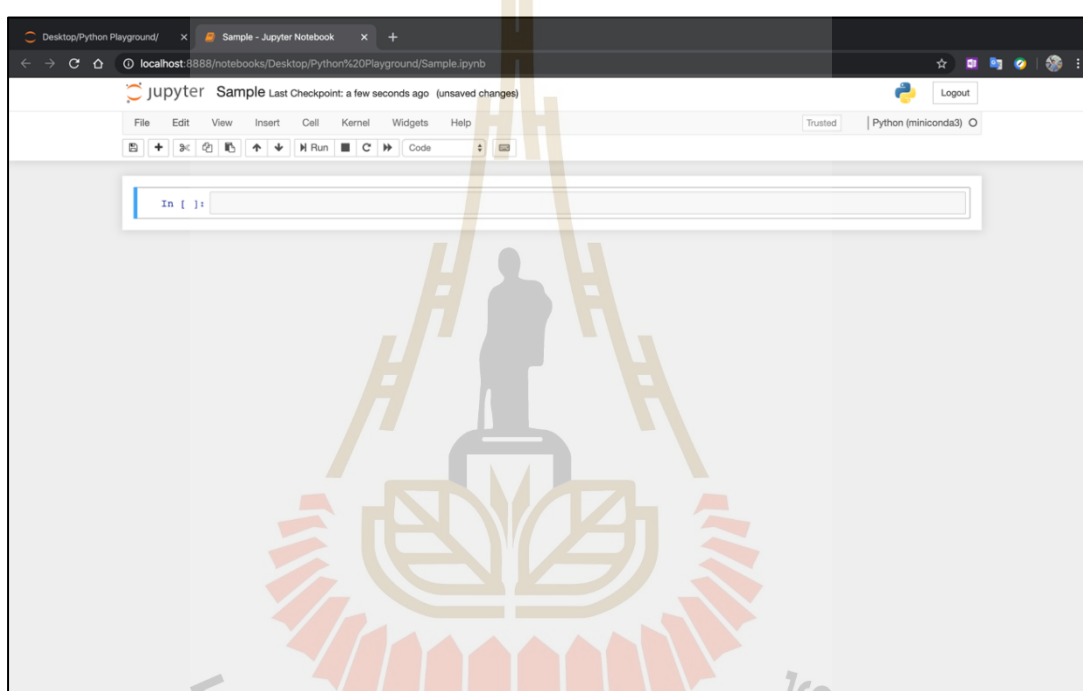 Desktop/Python Playground/ Sample - Jupyter Notebook
localhost:8888/notebooks/Desktop/Python%20Playground/Sample.ipynb
jupyter Sample Last Checkpoint: a few seconds ago (unsaved changes) Logout
File Edit View Insert Cell Kernel Widgets Help Trusted Python (miniconda3)
Run Code
In [ ]: